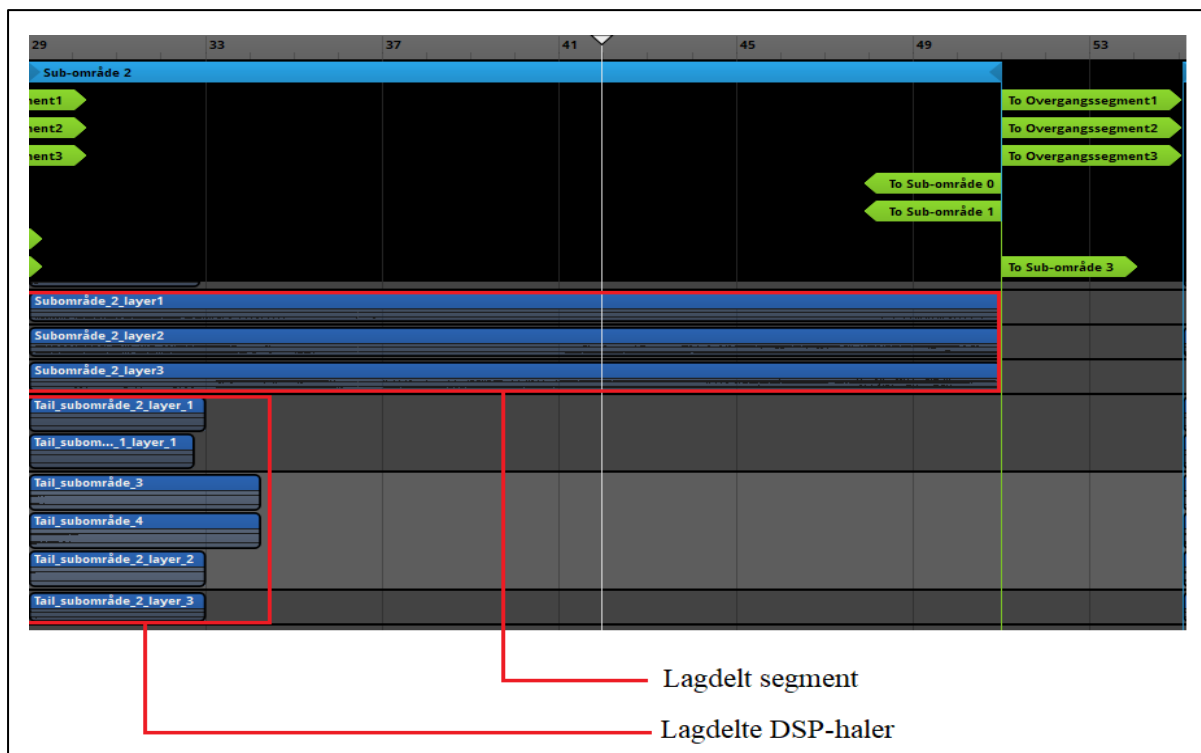 29 33 37 41 45 49 53
Sub-område 2
ment1 To Overgangssegment1
ment2 To Overgangssegment2
ment3 To Overgangssegment3
To Sub-område 0
To Sub-område 1
To Sub-område 3
Subområde_2_layer1
Subområde_2_layer2
Subområde_2_layer3
Tail_subområde_2_layer_1
Tail_subom..._1_layer_1
Tail_subområde_3
Tail_subområde_4
Tail_subområde_2_layer_2
Tail_subområde_2_layer_3
Lagdelt segment
Lagdelte DSP-haler